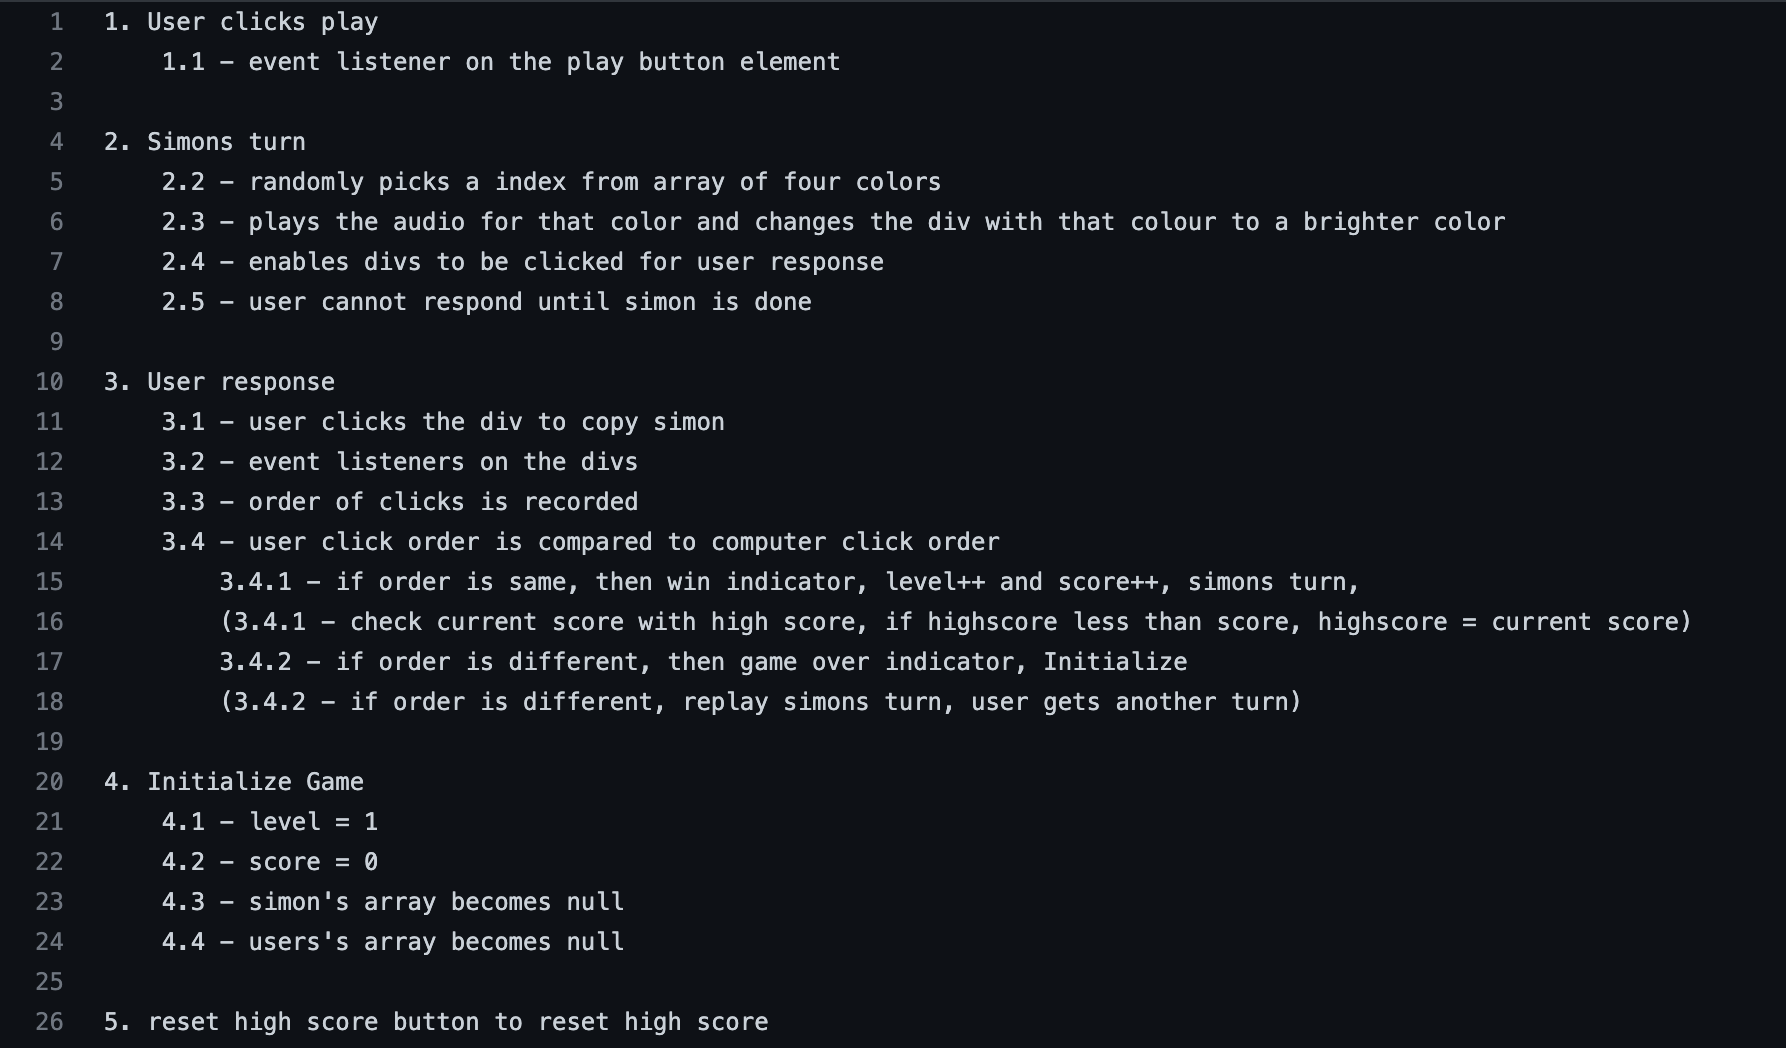 1 1. User clicks play
2 1.1 – event listener on the play button element
3
4 2. Simons turn
5 2.2 – randomly picks a index from array of four colors
6 2.3 – plays the audio for that color and changes the div with that colour to a brighter color
7 2.4 – enables divs to be clicked for user response
8 2.5 – user cannot respond until simon is done
9
10 3. User response
11 3.1 – user clicks the div to copy simon
12 3.2 – event listeners on the divs
13 3.3 – order of clicks is recorded
14 3.4 – user click order is compared to computer click order
15 3.4.1 – if order is same, then win indicator, level++ and score++, simons turn,
16 (3.4.1 – check current score with high score, if highscore less than score, highscore = current score)
17 3.4.2 – if order is different, then game over indicator, Initialize
18 (3.4.2 – if order is different, replay simons turn, user gets another turn)
19
20 4. Initialize Game
21 4.1 – level = 1
22 4.2 – score = 0
23 4.3 – simon's array becomes null
24 4.4 – users's array becomes null
25
26 5. reset high score button to reset high score